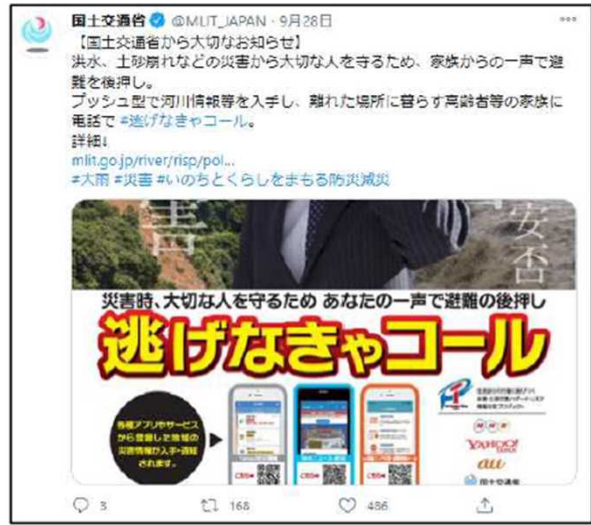 国土交通省 @MLIT_JAPAN · 9月28日
【国土交通省から大切なお知らせ】
洪水、土砂崩れなどの災害から大切な人を守るため、家族からの一声で避
難を後押し。
プッシュ型で河川情報等を入手し、離れた場所に暮らす高齢者等の家族に
電話で #逃げなきゃコール。
詳細↓
mlit.go.jp/river/risp/pol...
#大雨 #災害 #いのちとくらしをまもる防災減災
害
安否
災害時、大切な人を守るため あなたの一声で避難の後押し
逃げなきゃコール
各種アプリやサービス
から登録した地域の
災害情報が入手・通知
されます。
NHK
YAHOO!
JAPAN
au
国土交通省
3 168 486